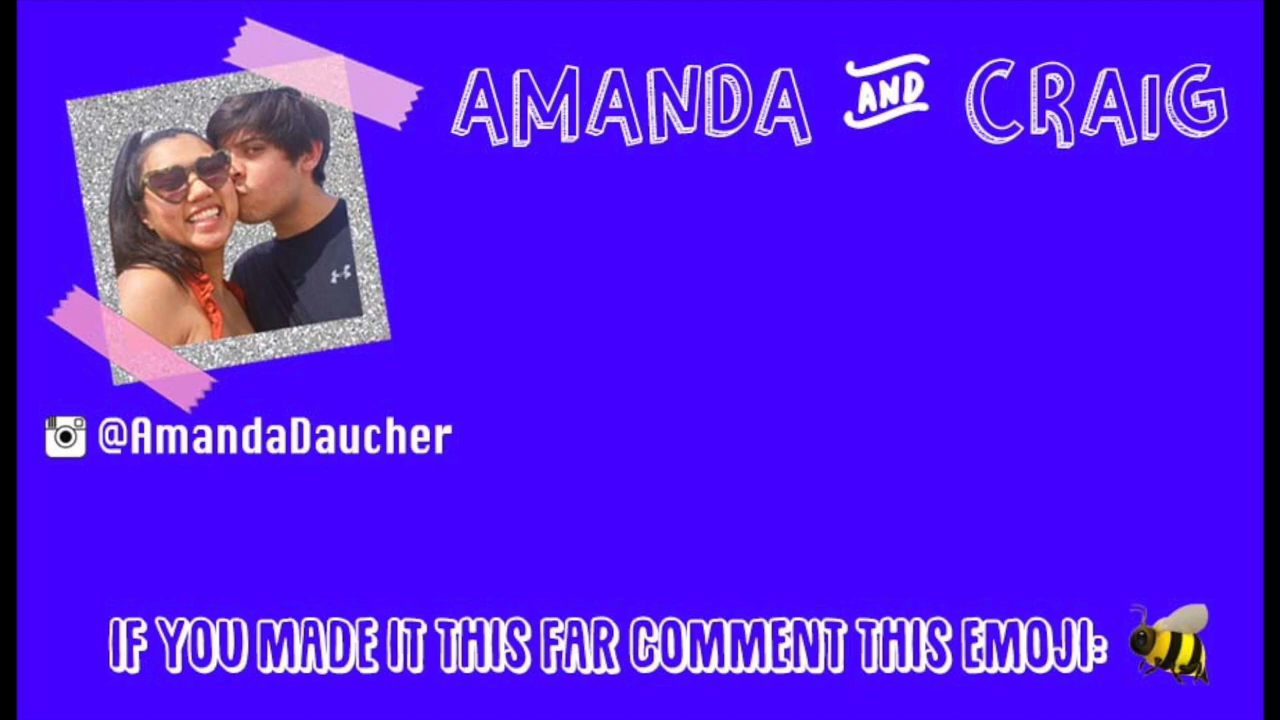 AMANDA AND CRAIG
@AmandaDaucher
IF YOU MADE IT THIS FAR COMMENT THIS EMOJI: